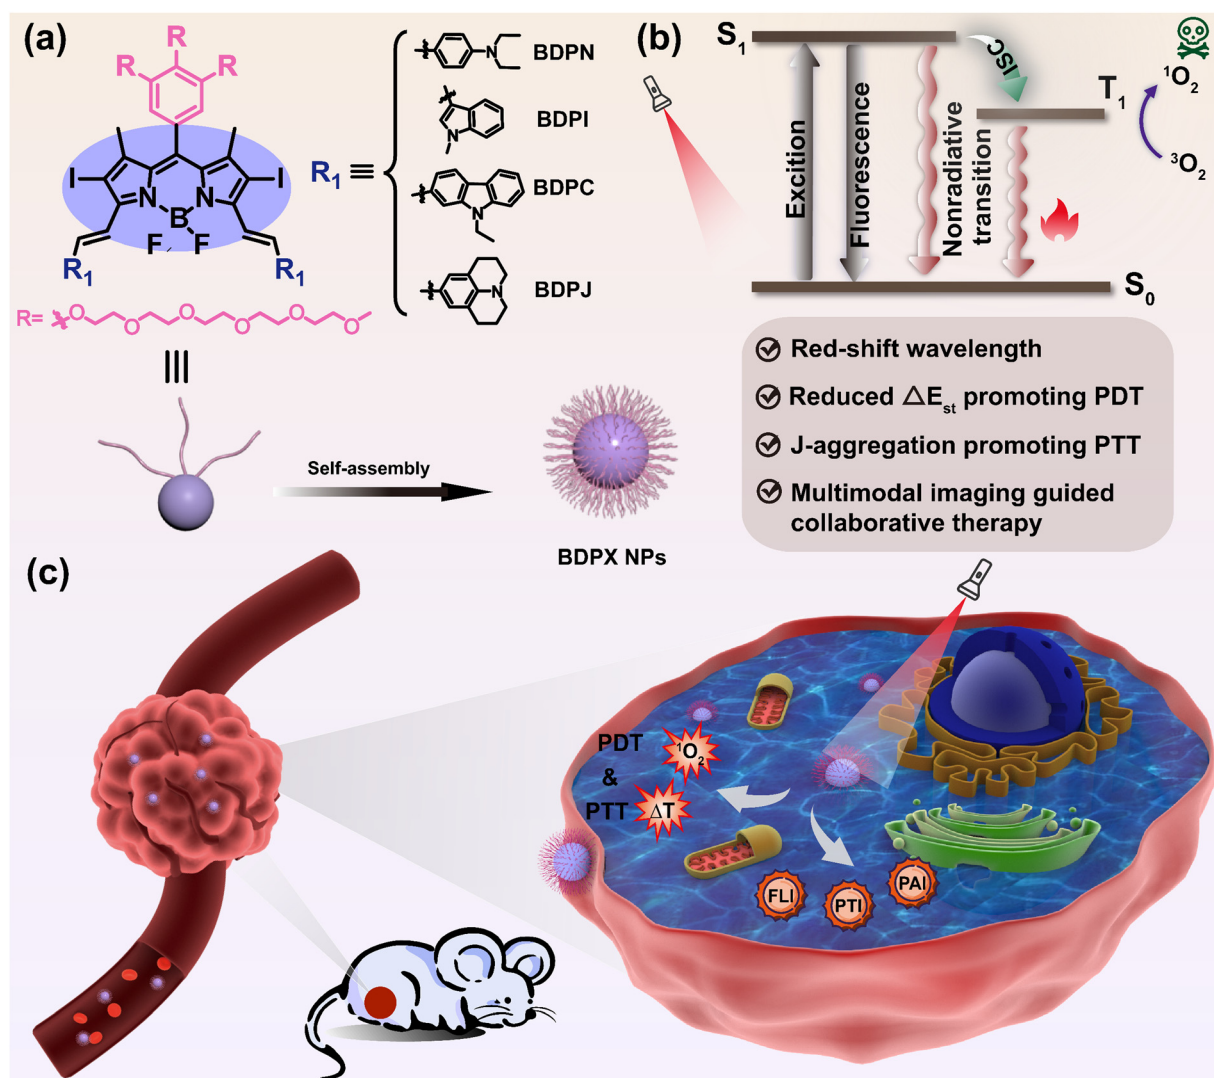 (a)
R
R
R
I
I
N
N
B
F
F
R₁
R₁
R=
O
O
O
O
O
O
R₁ ≡
N
BDPN
N
BDPI
N
BDPC
N
BDPJ
Self-assembly
BDPX NPs
(b)
S₁
ISC
T₁
¹O₂
³O₂
Excition
Fluorescence
Nonradiative
transition
S₀
Red-shift wavelength
Reduced △Eₛₜ promoting PDT
J-aggregation promoting PTT
Multimodal imaging guided
collaborative therapy
(c)
PDT
¹O₂
&
PTT
ΔT
FLI
PTI
PAI